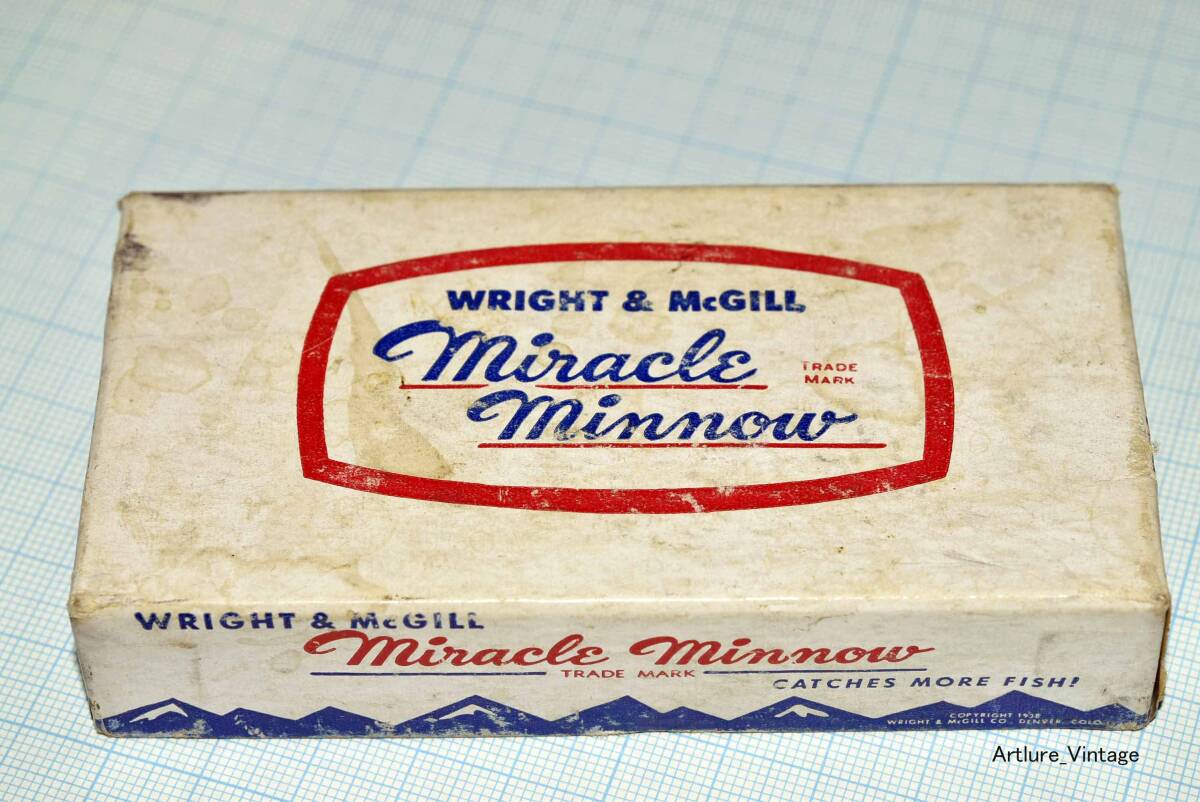 WRIGHT & McGILL
Miracle
TRADE
MARK
Minnow
WRIGHT & McGILL
Miracle Minnow
TRADE MARK
CATCHES MORE FISH!
COPYRIGHT
WRIGHT & McGILL CO. DENVER, COLO.
Artlure_Vintage